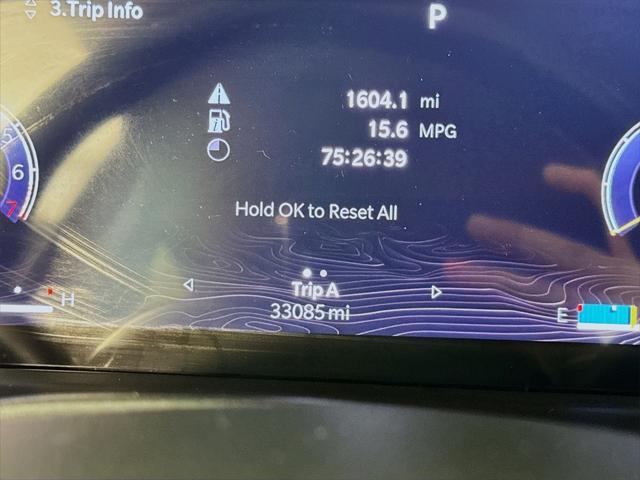 3.Trip Info
P
1604.1 mi
15.6 MPG
75:26:39
5
6
7
Hold OK to Reset All
H
Trip A
33085 mi
E